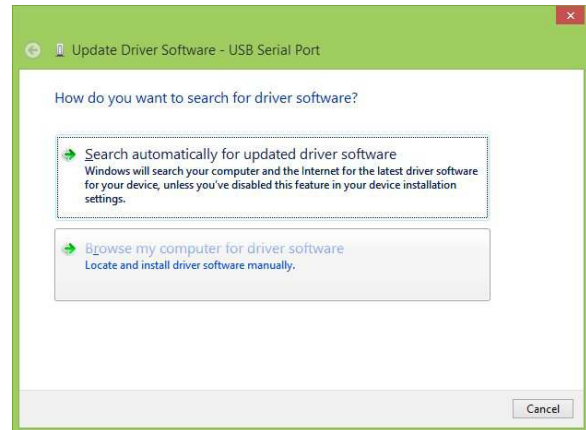 Update Driver Software - USB Serial Port
How do you want to search for driver software?
Search automatically for updated driver software
Windows will search your computer and the Internet for the latest driver software
for your device, unless you've disabled this feature in your device installation
settings.
Browse my computer for driver software
Locate and install driver software manually.
Cancel